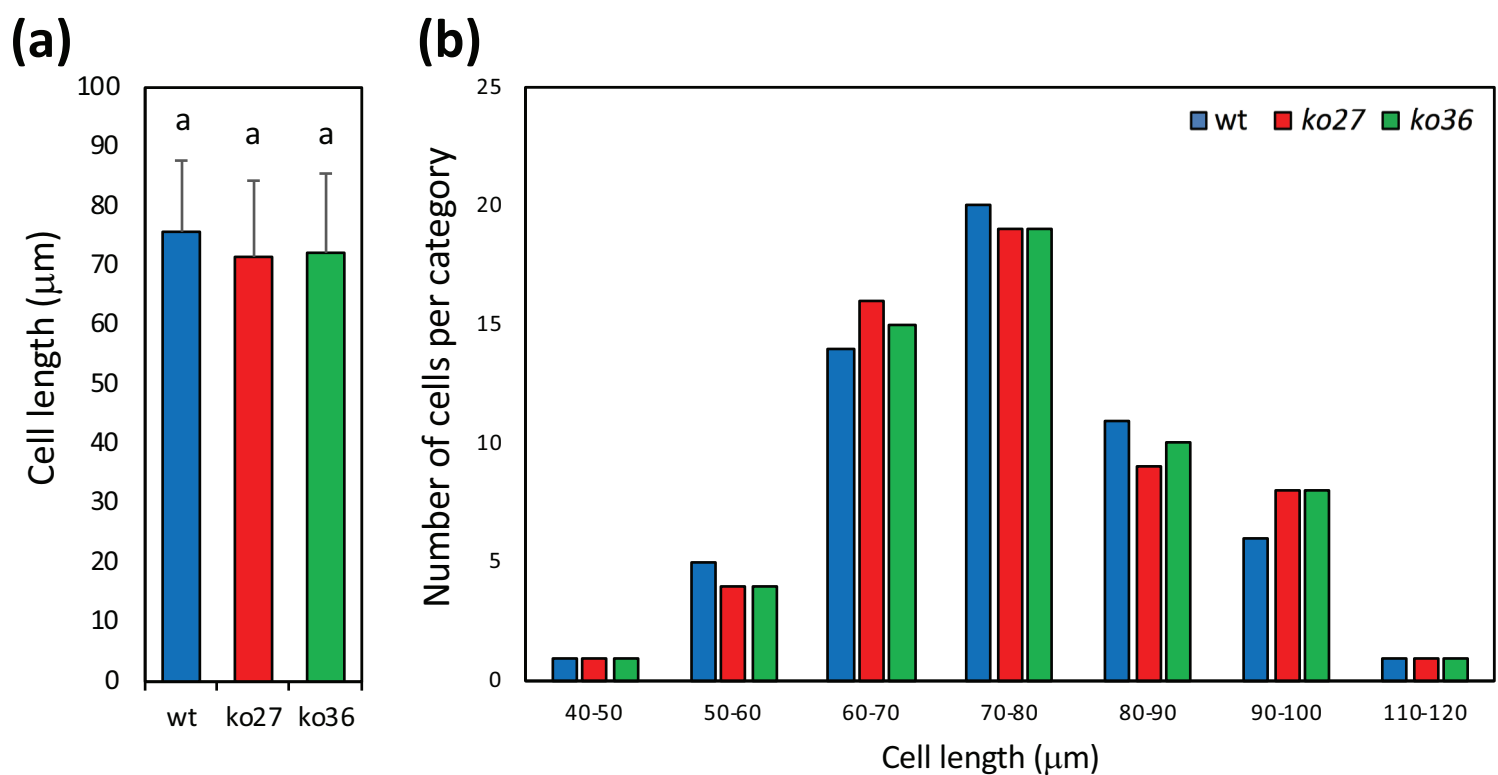 (a)
Cell length (μm)
100
90
80
70
60
50
40
30
20
10
0
a a a
wt ko27 ko36
(b)
Number of cells per category
25
20
15
10
5
0
wt ko27 ko36
40-50 50-60 60-70 70-80 80-90 90-100 110-120
Cell length (μm)